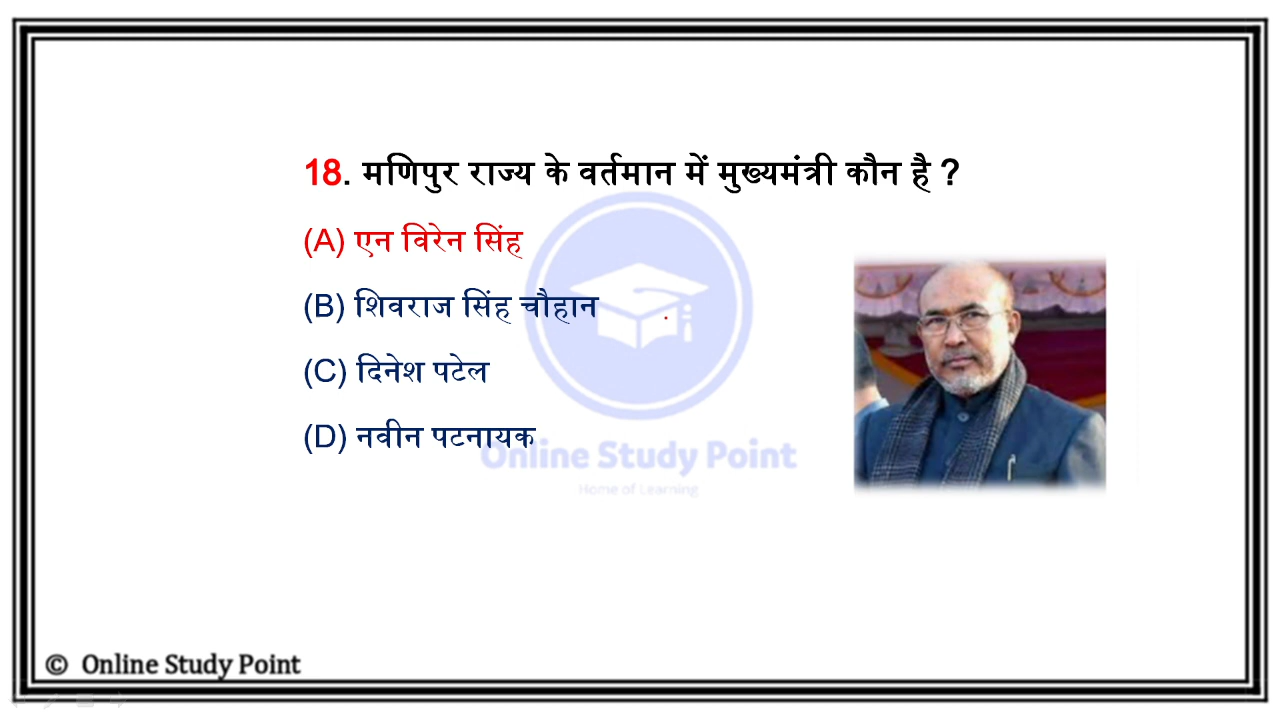 18. मणिपुर राज्य के वर्तमान में मुख्यमंत्री कौन है ?
(A) एन विरेन सिंह
(B) शिवराज सिंह चौहान
(C) दिनेश पटेल
(D) नवीन पटनायक
Online Study Point
Home of Learning
© Online Study Point